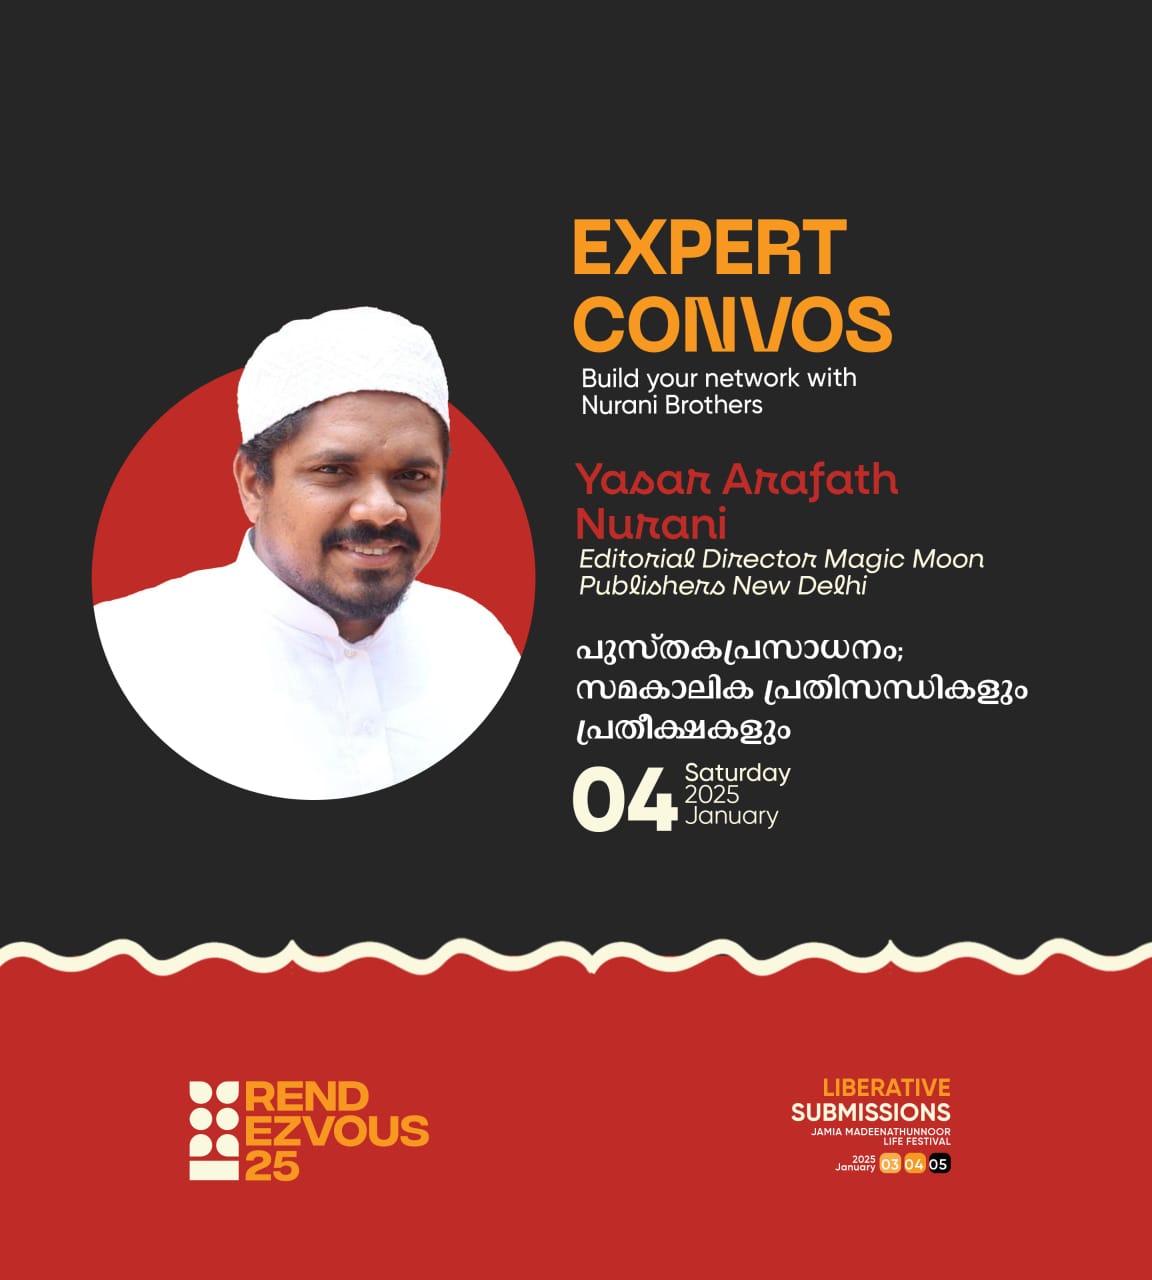 EXPERT
CONVOS
Build your network with
Nurani Brothers
Yasar Arafath
Nurani
Editorial Director Magic Moon
Publishers New Delhi
പുസ്തകപ്രസാധനം;
സമകാലിക പ്രതിസന്ധികളും
പ്രതീക്ഷകളും
04
Saturday
2025
January
REND
EZVOUS
25
LIBERATIVE
SUBMISSIONS
JAMIA MADEENATHUNNOOR
LIFE FESTIVAL
2025
January 03 04 05